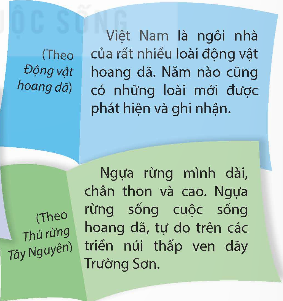 UỘC SỐNG
(Theo
Động vật
hoang dã)
Việt Nam là ngôi nhà
của rất nhiều loài động vật
hoang dã. Năm nào cũng
có những loài mới được
phát hiện và ghi nhận.
(Theo
Thú rừng
Tây Nguyên)
Ngựa rừng mình dài,
chân thon và cao. Ngựa
rừng sống cuộc sống
hoang dã, tự do trên các
triền núi thấp ven dãy
Trường Sơn.